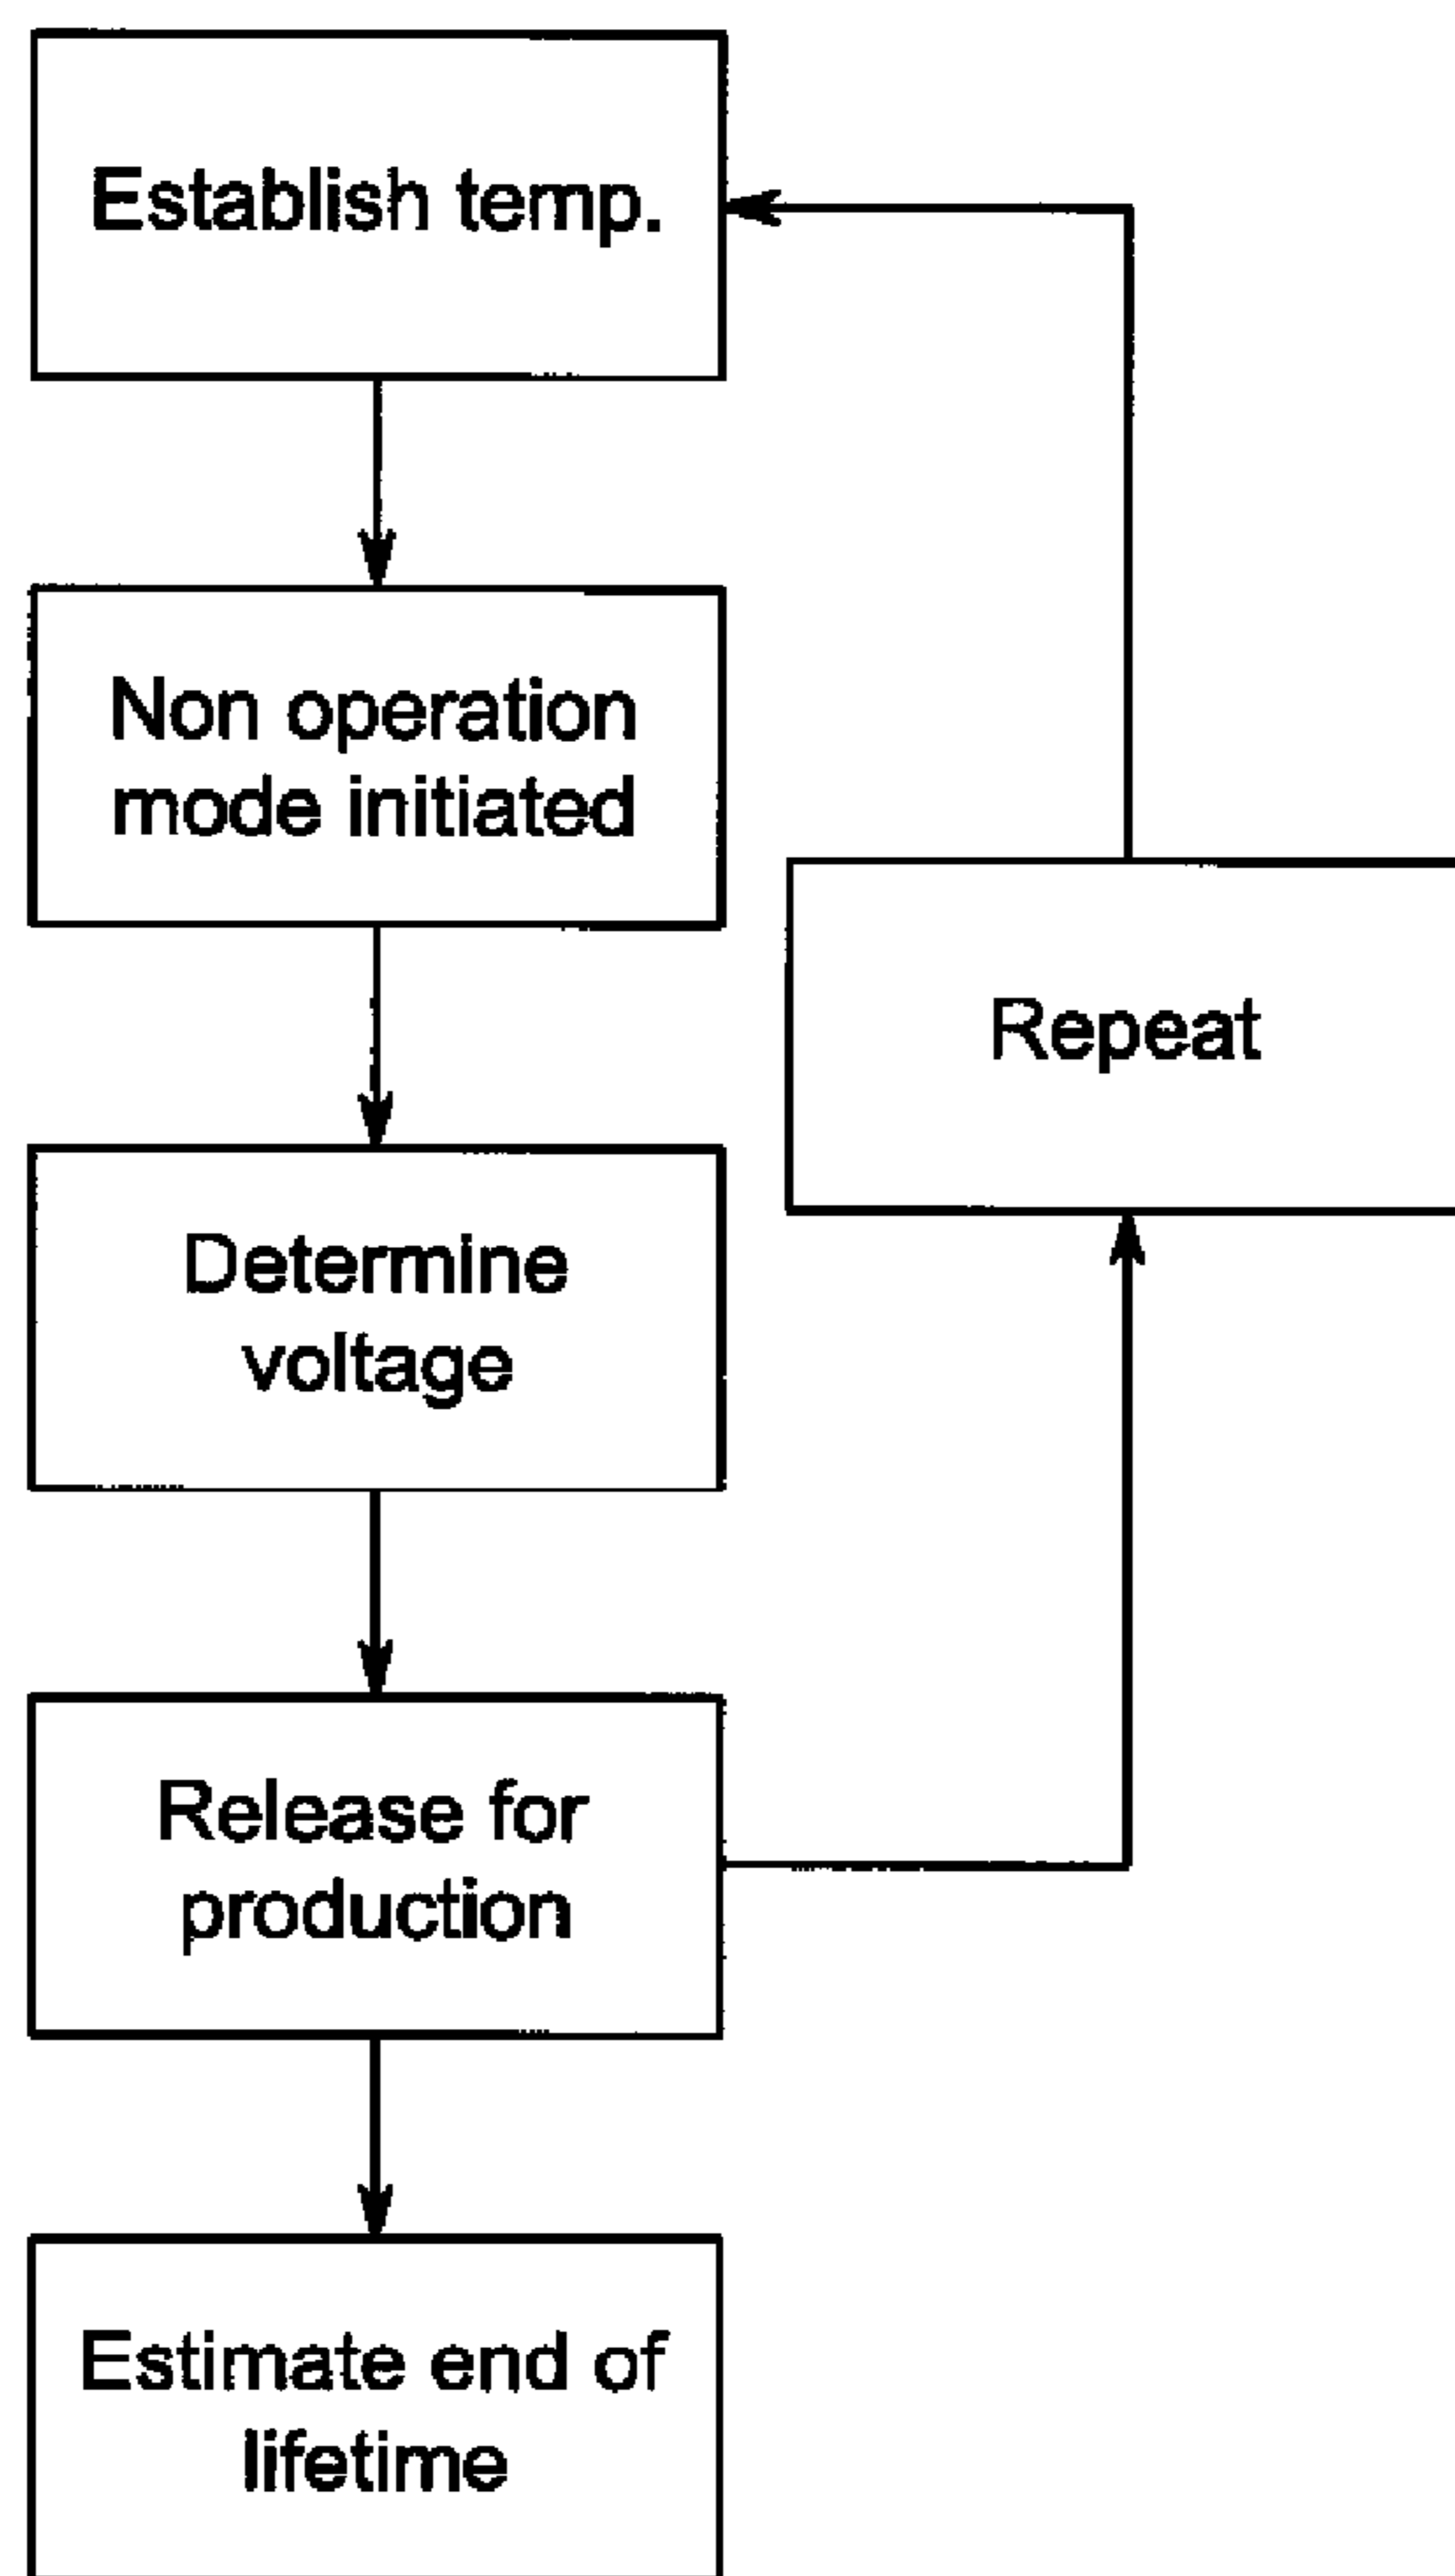 Establish temp.
Non operation
mode initiated
Repeat
Determine
voltage
Release for
production
Estimate end of
lifetime